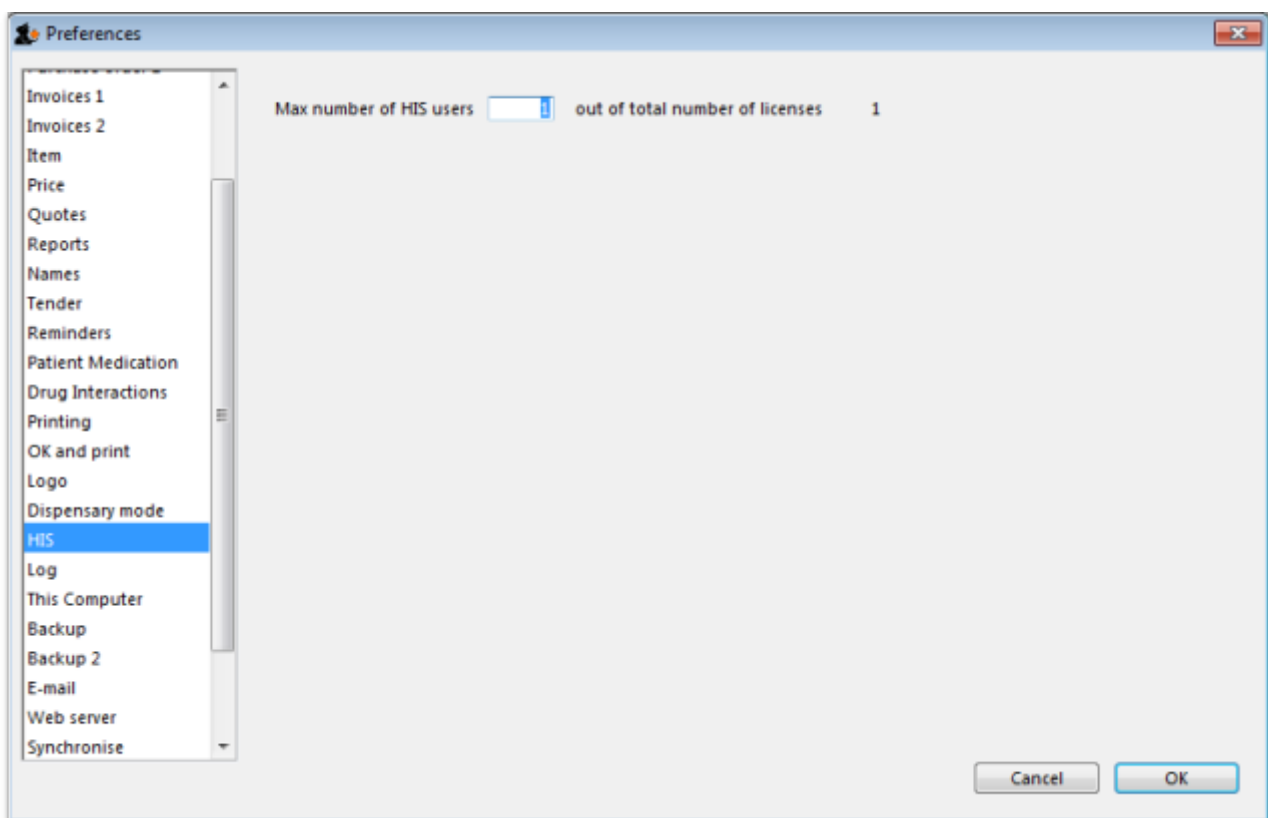 Preferences
Invoices 1
Invoices 2
Item
Price
Quotes
Reports
Names
Tender
Reminders
Patient Medication
Drug Interactions
Printing
OK and print
Logo
Dispensary mode
HIS
Log
This Computer
Backup
Backup 2
E-mail
Web server
Synchronise
Max number of HIS users 1 out of total number of licenses 1
Cancel OK